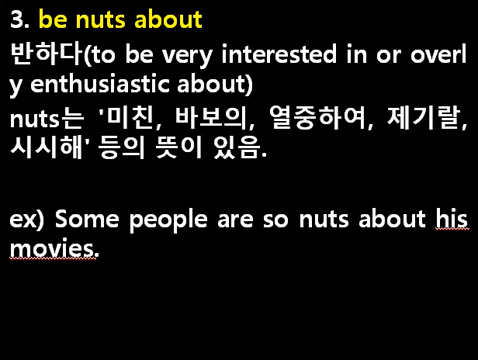 3. be nuts about
반하다(to be very interested in or overl
y enthusiastic about)
nuts는 '미친, 바보의, 열중하여, 제기랄,
시시해' 등의 뜻이 있음.
ex) Some people are so nuts about his
movies.